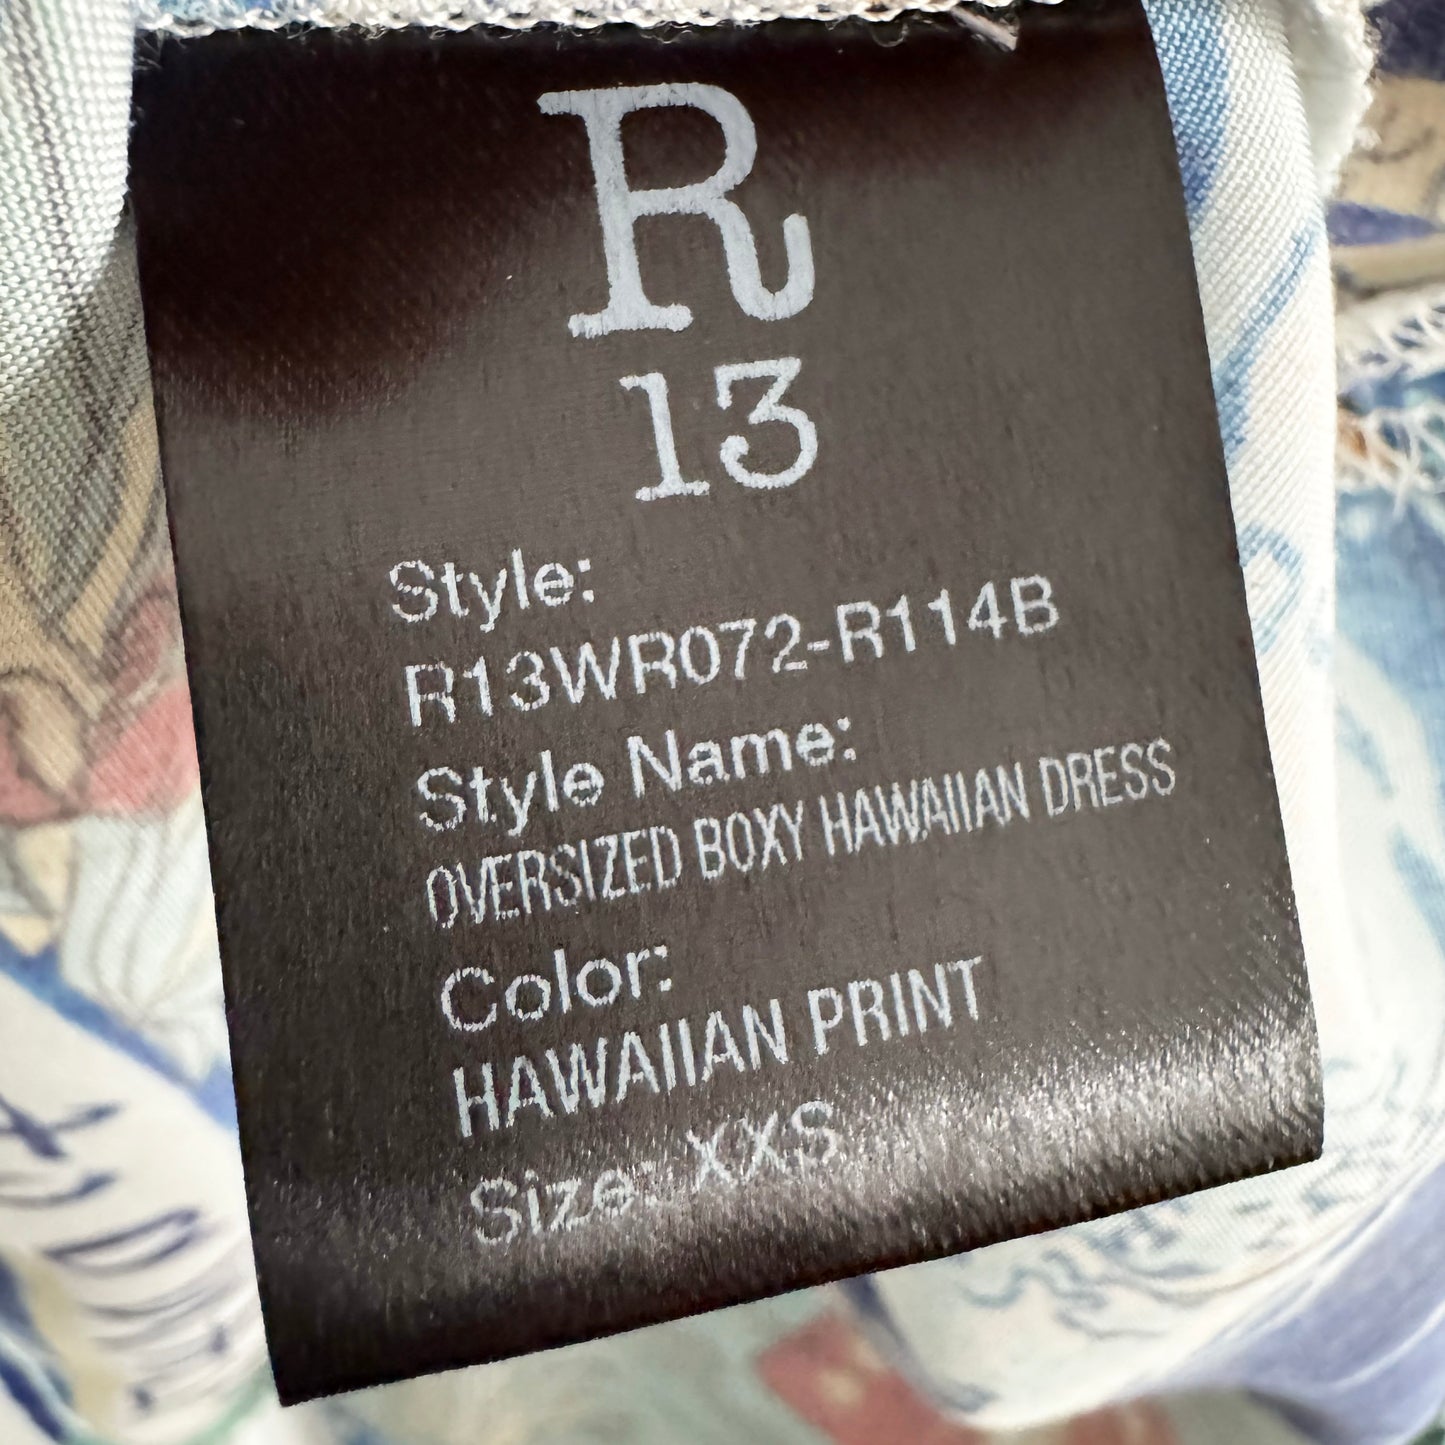 R
13
Style:
R13WR072-R114B
Style Name:
OVERSIZED BOXY HAWAIIAN DRESS
Color:
HAWAIIAN PRINT
Size: XXS